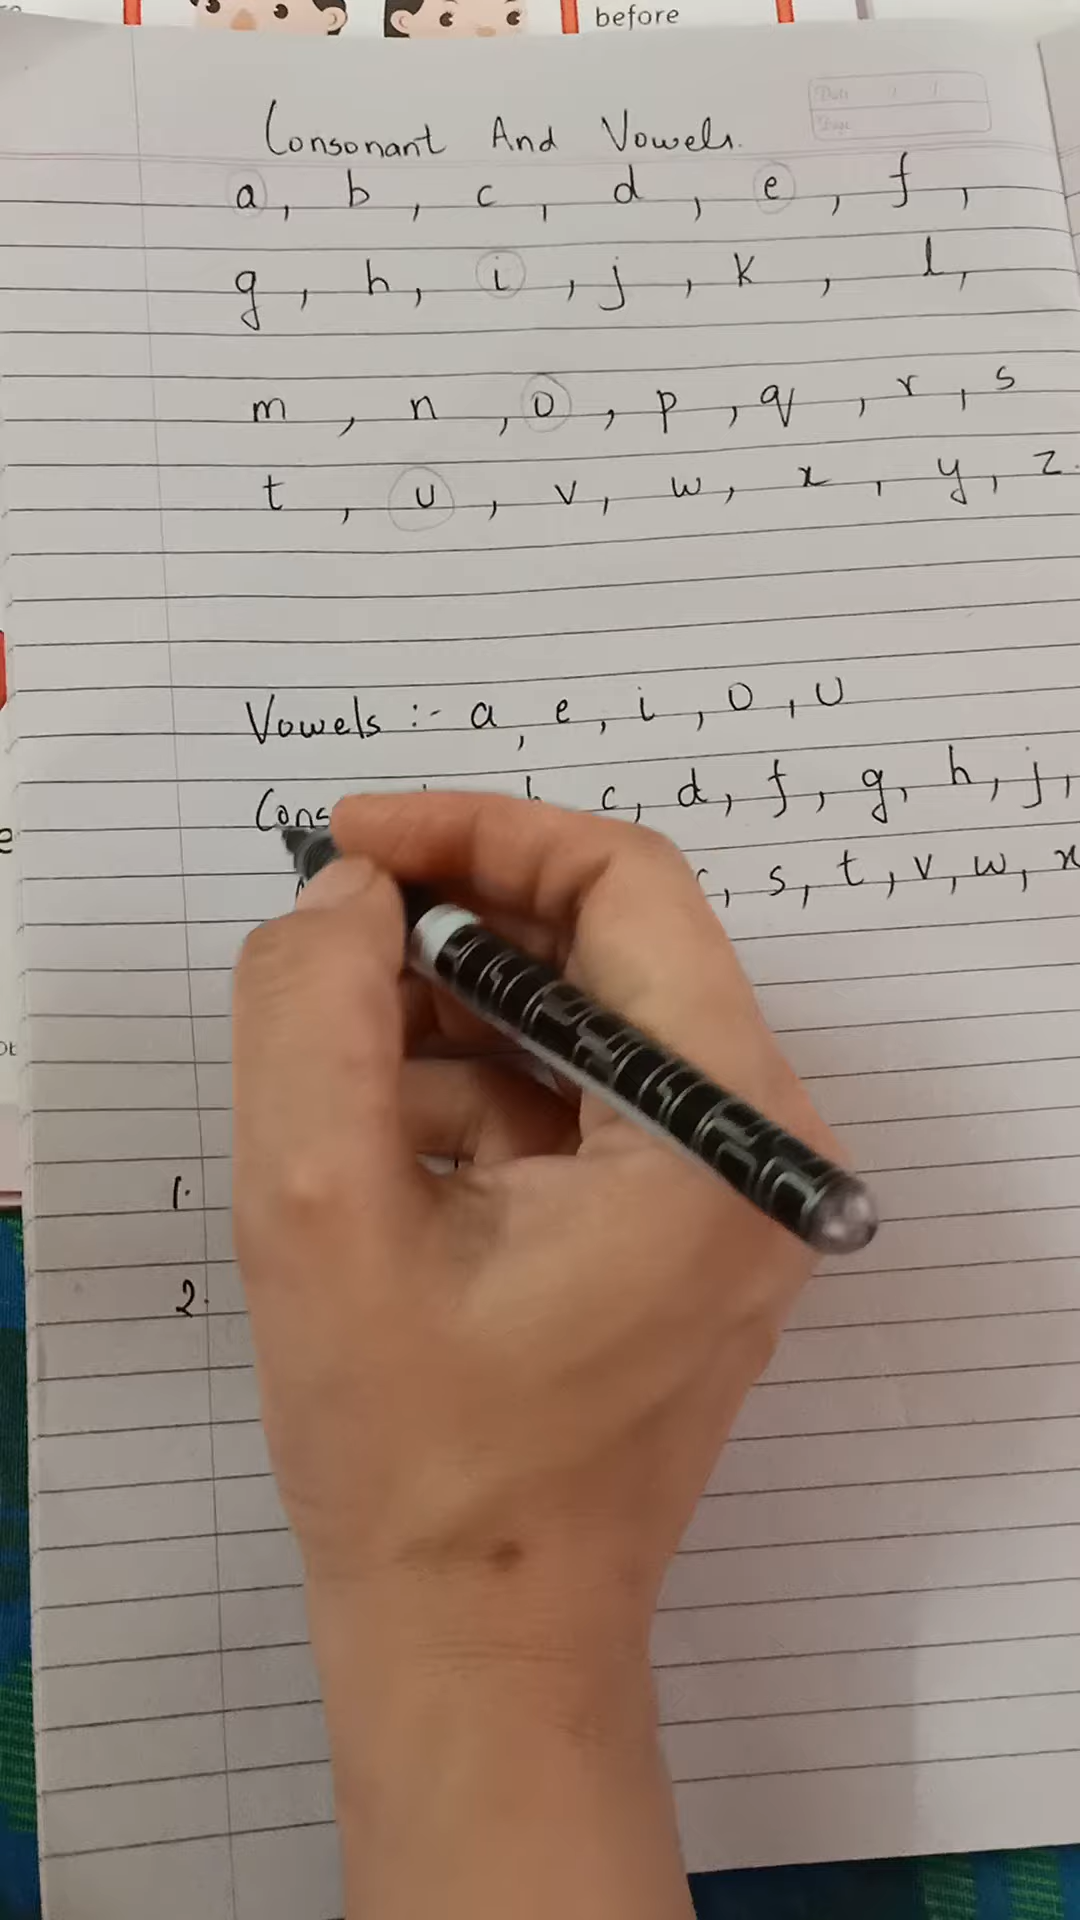 before
Consonant And Vowels.
a, b, c, d, e, f,
g, h, i, j, k, l,
m, n, o, p, q, r, s
t, u, v, w, x, y, z.
Vowels :- a, e, i, o, u
c, d, f, g, h, j,
s, t, v, w, x
1.
2.